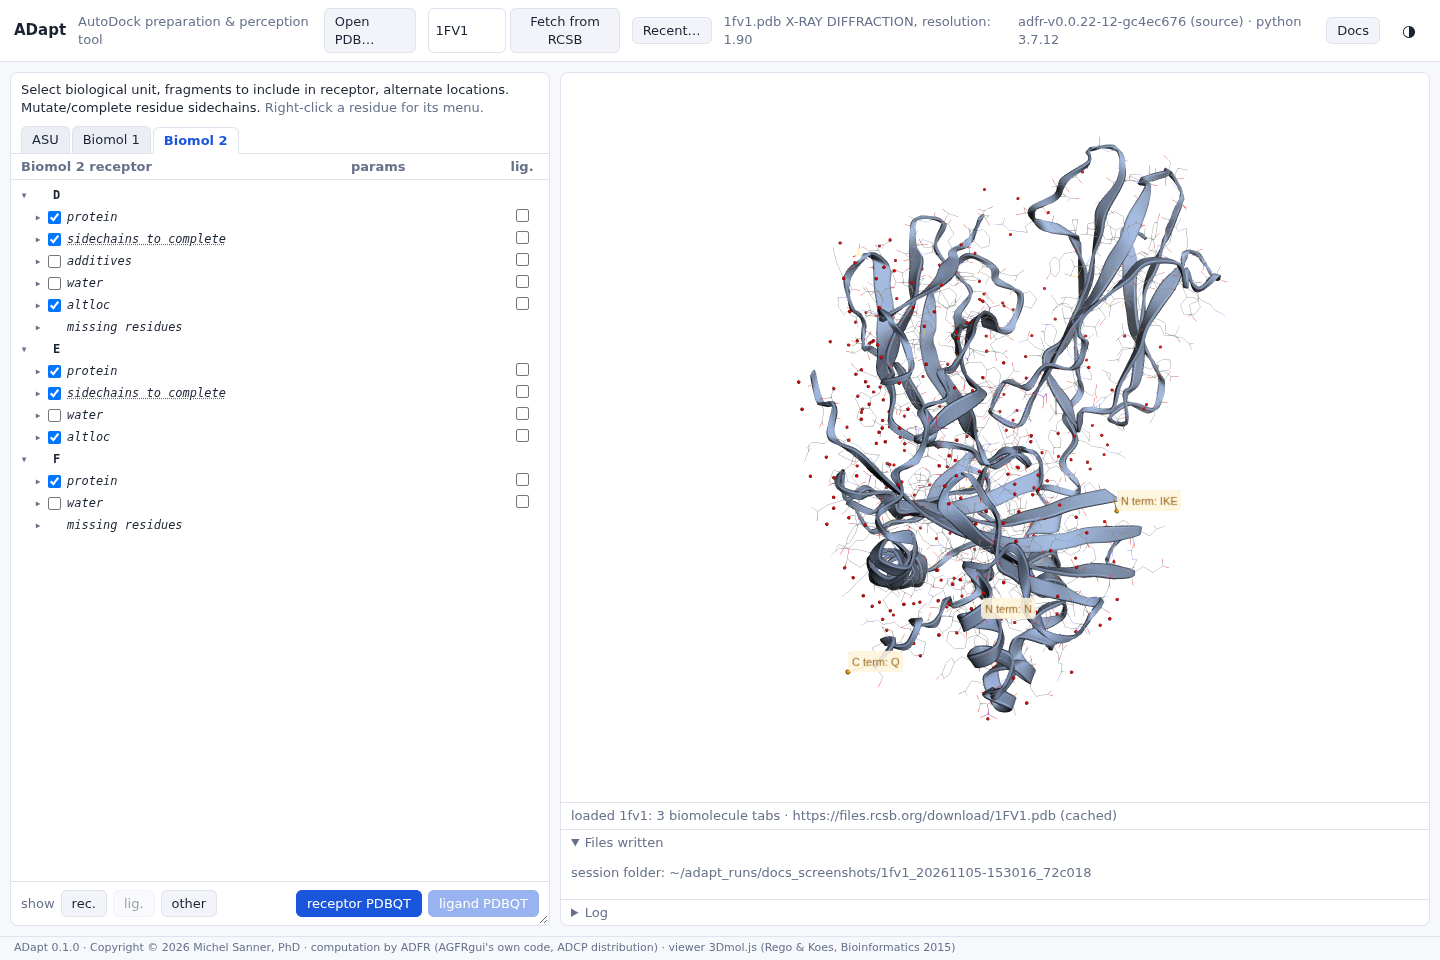 ADapt
AutoDock preparation & perception tool
Open PDB…
1FV1
Fetch from RCSB
Recent…
1fv1.pdb X-RAY DIFFRACTION, resolution: 1.90
adfr-v0.0.22-12-gc4ec676 (source) · python 3.7.12
Docs
Select biological unit, fragments to include in receptor, alternate locations.
Mutate/complete residue sidechains. Right-click a residue for its menu.
ASU Biomol 1 Biomol 2
Biomol 2 receptor params lig.
D
protein
sidechains to complete
additives
water
altloc
missing residues
E
protein
sidechains to complete
water
altloc
F
protein
water
missing residues
show rec. lig. other receptor PDBQT ligand PDBQT
N term: IKE
N term: N
C term: Q
loaded 1fv1: 3 biomolecule tabs · https://files.rcsb.org/download/1FV1.pdb (cached)
Files written
session folder: ~/adapt_runs/docs_screenshots/1fv1_20261105-153016_72c018
Log
ADapt 0.1.0 · Copyright © 2026 Michel Sanner, PhD · computation by ADFR (AGFRgui's own code, ADCP distribution) · viewer 3Dmol.js (Rego & Koes, Bioinformatics 2015)